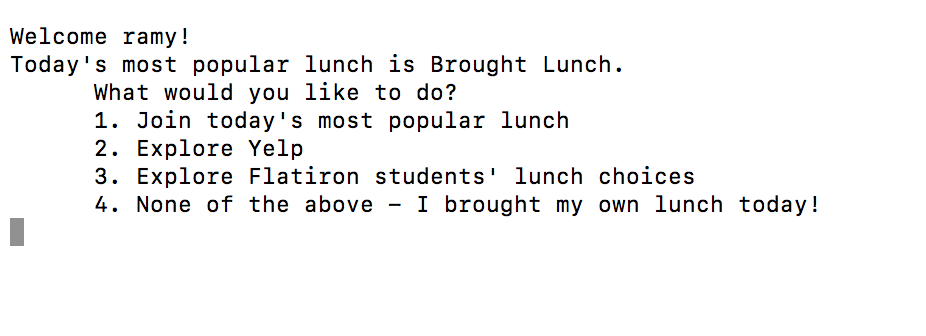 Welcome ramy!
Today's most popular lunch is Brought Lunch.
What would you like to do?
1. Join today's most popular lunch
2. Explore Yelp
3. Explore Flatiron students' lunch choices
4. None of the above – I brought my own lunch today!